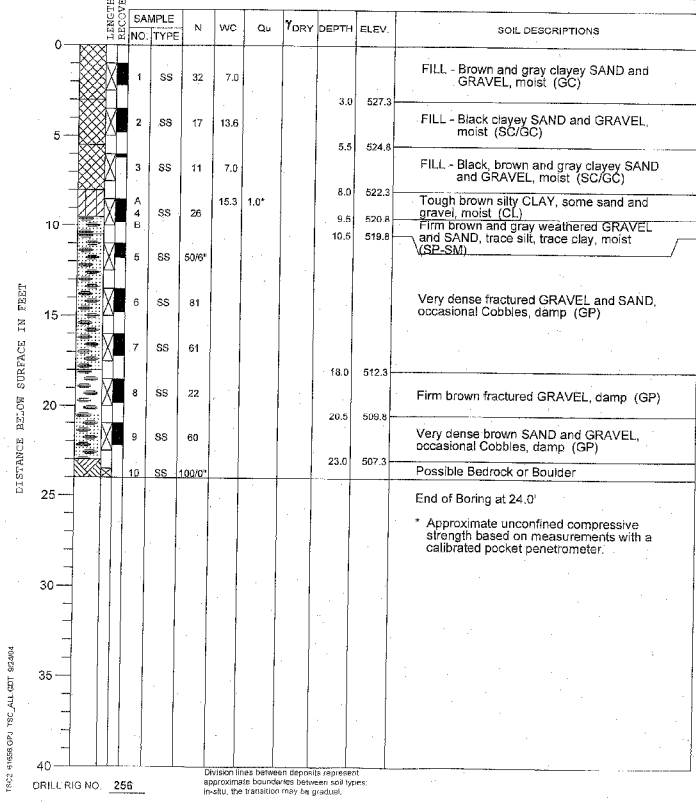 LENGTH
RECOVE
SAMPLE
NO. TYPE N WC Qu γDRY DEPTH ELEV. SOIL DESCRIPTIONS
0
1 SS 32 7.0
FILL - Brown and gray clayey SAND and
GRAVEL, moist (GC)
3.0 527.3
2 SS 17 13.6
FILL - Black clayey SAND and GRAVEL,
moist (SC/GC)
5
5.5 524.8
3 SS 11 7.0
FILL - Black, brown and gray clayey SAND
and GRAVEL, moist (SC/GC)
8.0 522.3
A 15.3 1.0*
4 SS 26
B
Tough brown silty CLAY, some sand and
gravel, moist (CL)
9.5 520.8
10
Firm brown and gray weathered GRAVEL
and SAND, trace silt, trace clay, moist
(SP-SM)
10.5 519.8
5 SS 50/6"
6 SS 81
Very dense fractured GRAVEL and SAND,
occasional Cobbles, damp (GP)
15
7 SS 61
18.0 512.3
8 SS 22
Firm brown fractured GRAVEL, damp (GP)
20
20.5 509.8
9 SS 60
Very dense brown SAND and GRAVEL,
occasional Cobbles, damp (GP)
23.0 507.3
10 SS 100/0"
Possible Bedrock or Boulder
25
End of Boring at 24.0'
* Approximate unconfined compressive
strength based on measurements with a
calibrated pocket penetrometer.
30
35
40
DISTANCE BELOW SURFACE IN FEET
TSC2 61656.GPJ TSC_ALL.GDT 9/24/04
DRILL RIG NO. 256
Division lines between deposits represent
approximate boundaries between soil types;
in-situ, the transition may be gradual.